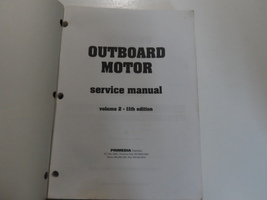 OUTBOARD
MOTOR
service manual
volume 2 • 11th edition